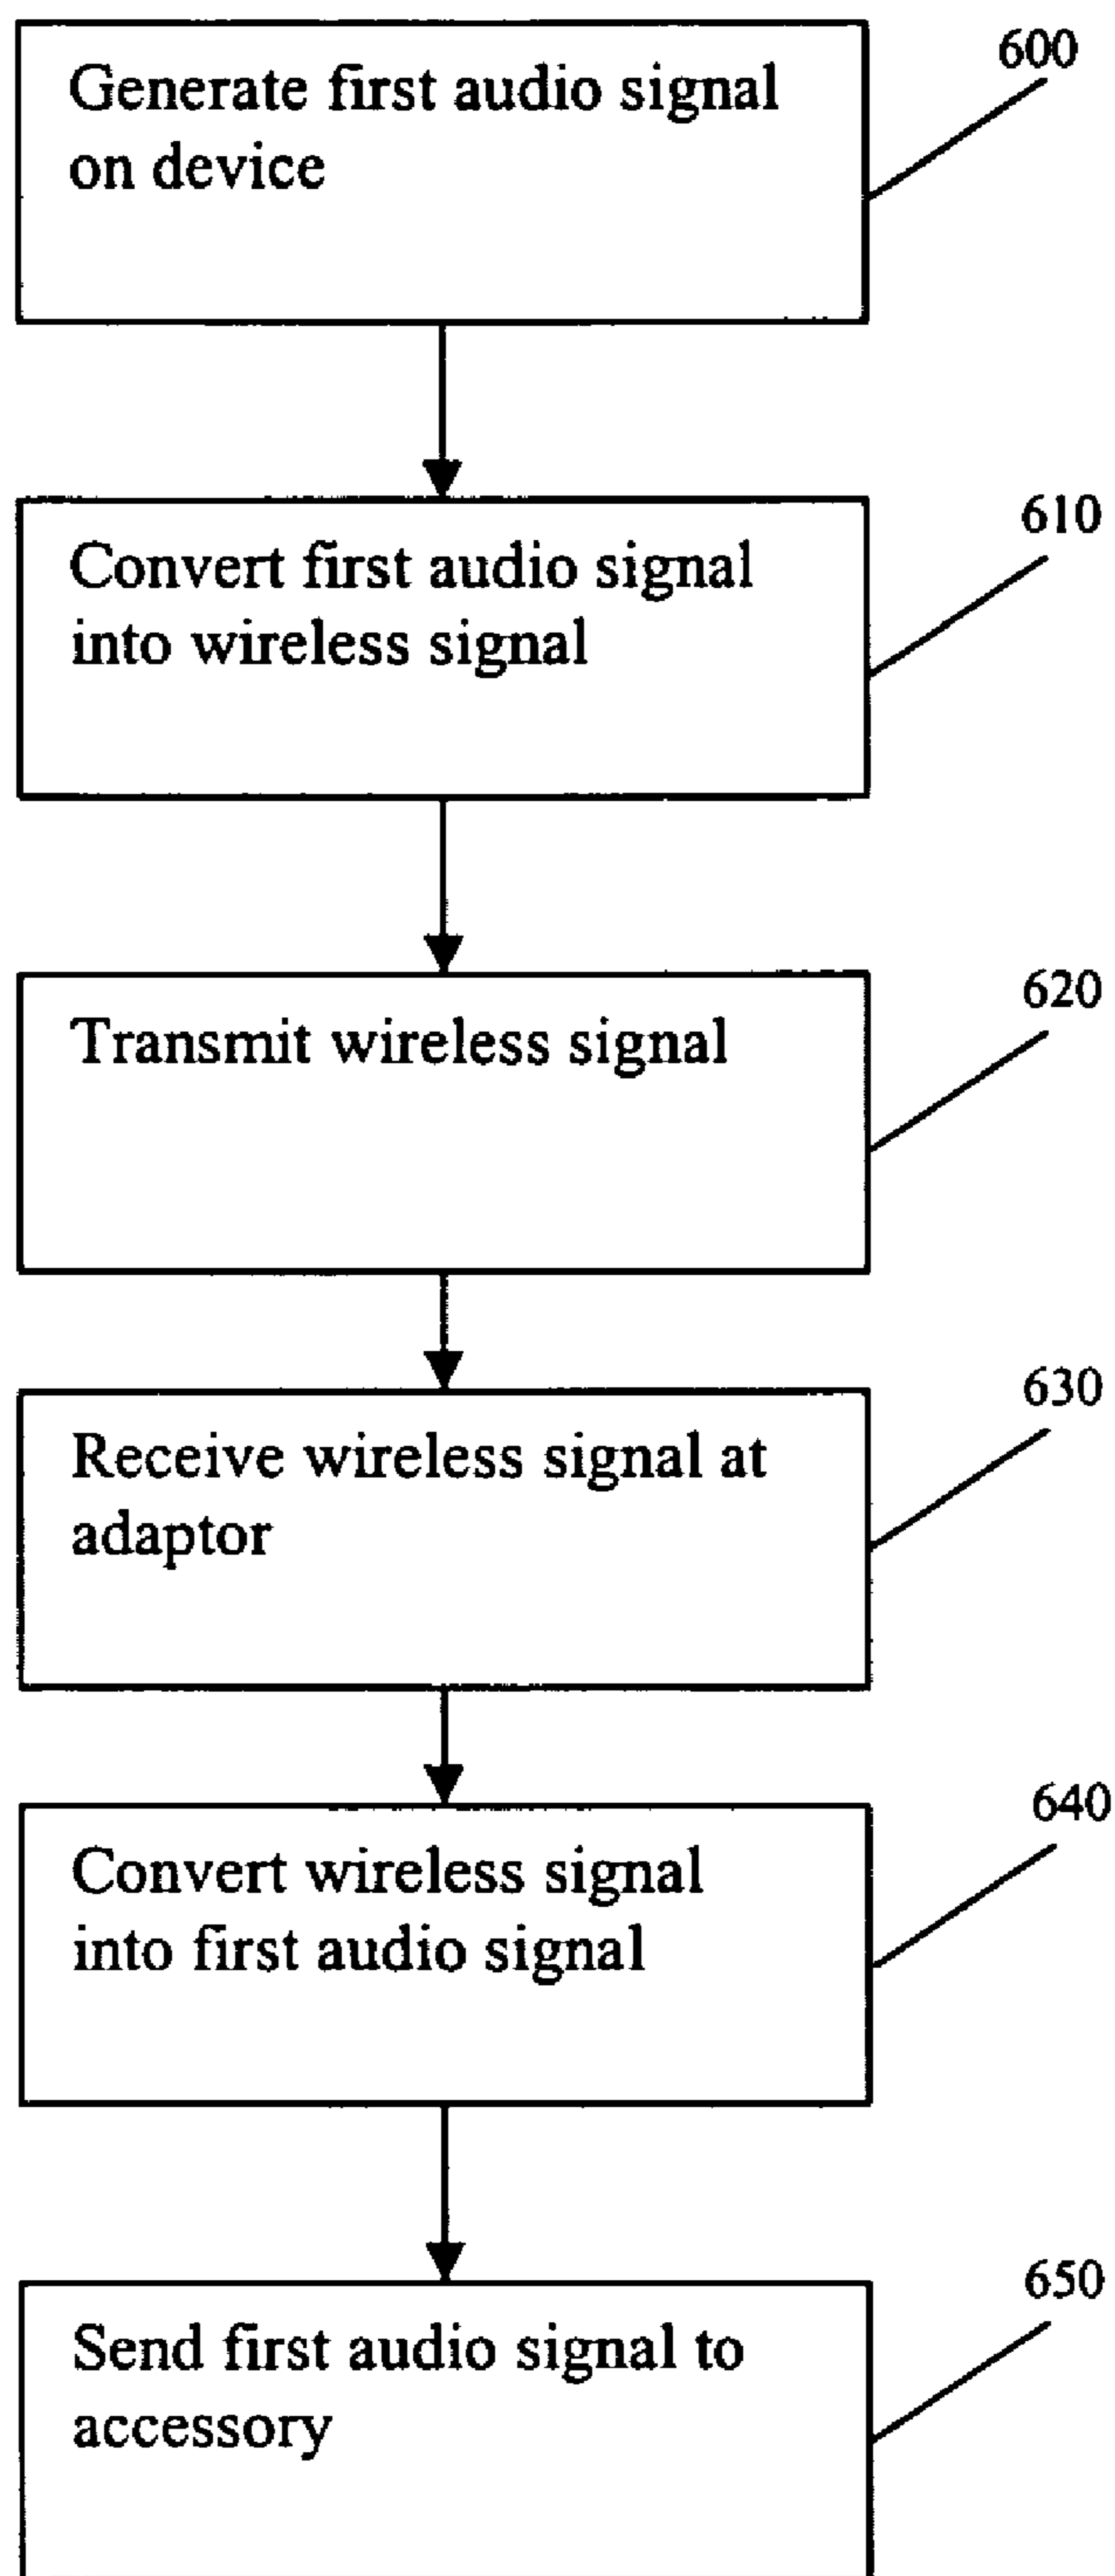 Generate first audio signal
on device
600
Convert first audio signal
into wireless signal
610
Transmit wireless signal
620
Receive wireless signal at
adaptor
630
Convert wireless signal
into first audio signal
640
Send first audio signal to
accessory
650